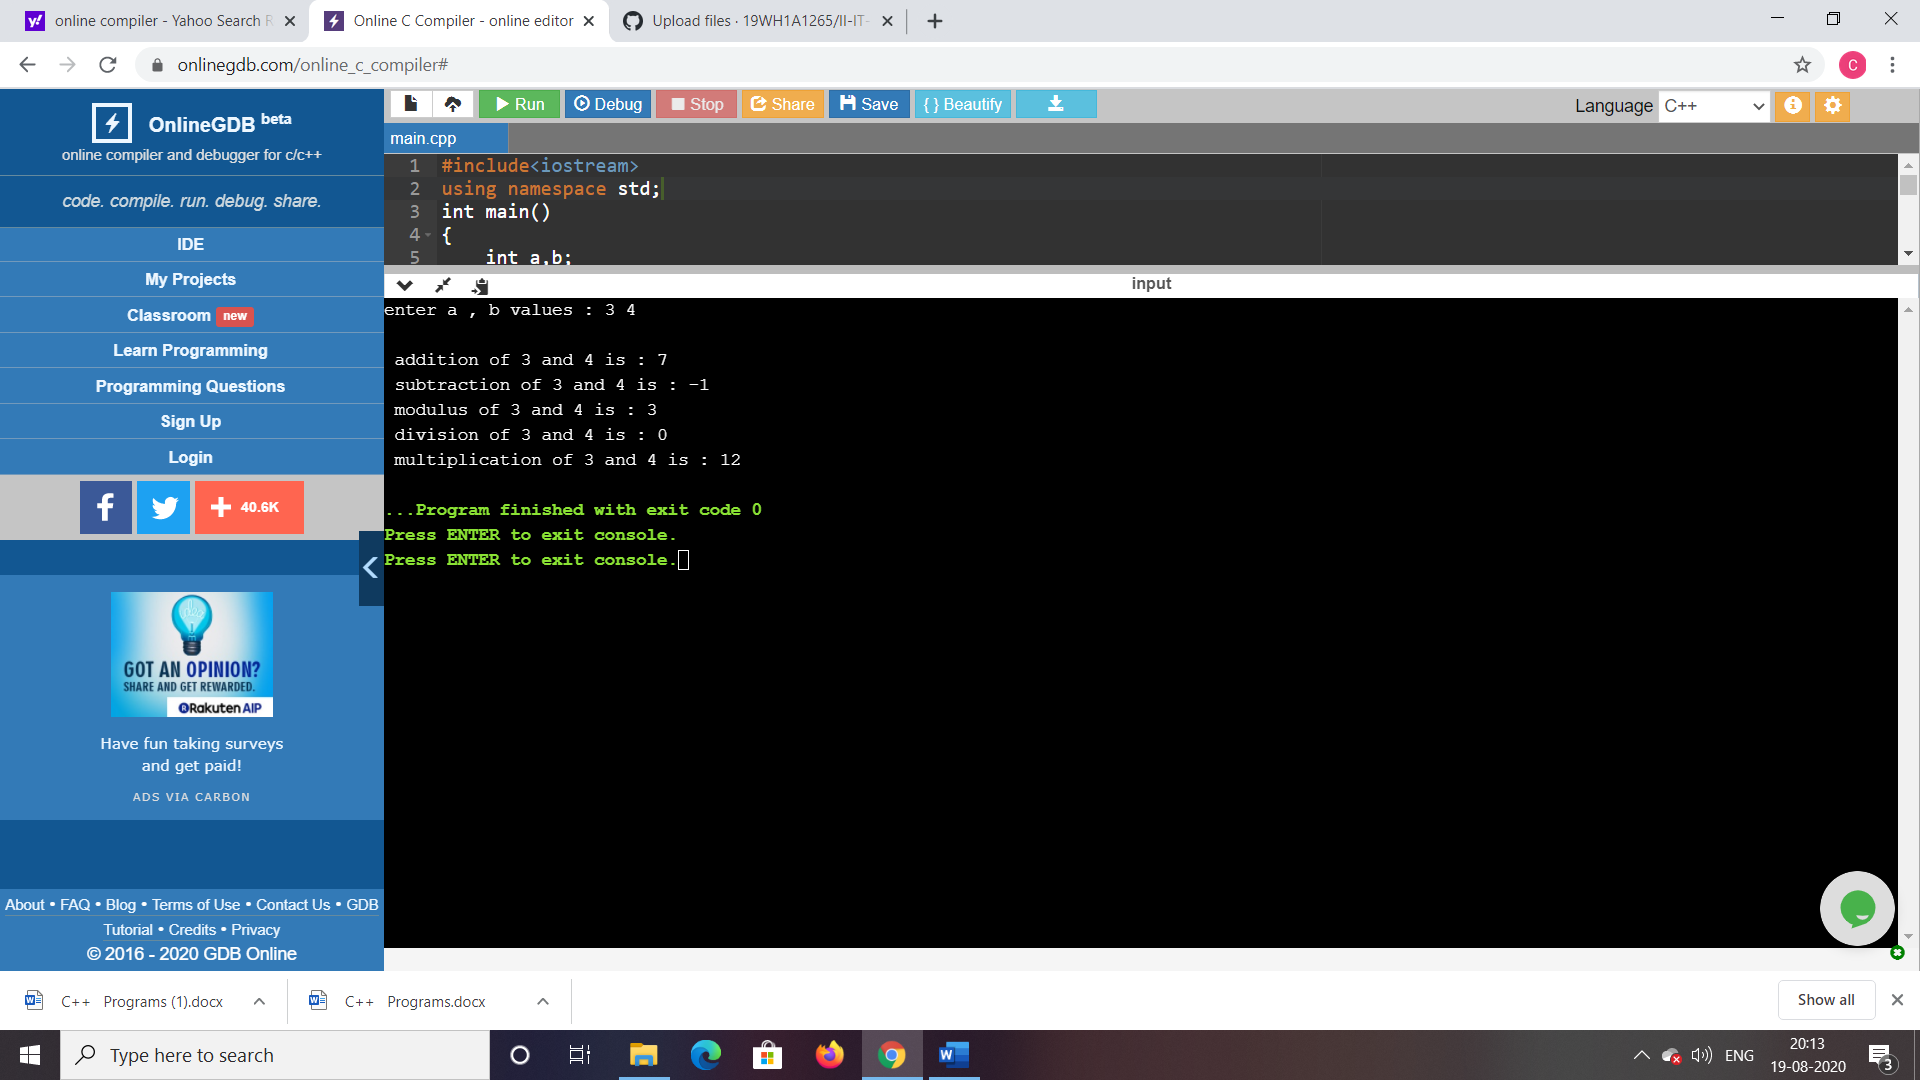 online compiler - Yahoo Search R
Online C Compiler - online editor
Upload files · 19WH1A1265/II-IT-
onlinegdb.com/online_c_compiler#
C
OnlineGDB beta
online compiler and debugger for c/c++
code. compile. run. debug. share.
IDE
My Projects
Classroom new
Learn Programming
Programming Questions
Sign Up
Login
40.6K
GOT AN OPINION?
SHARE AND GET REWARDED.
Rakuten AIP
Have fun taking surveys
and get paid!
ADS VIA CARBON
About • FAQ • Blog • Terms of Use • Contact Us • GDB
Tutorial • Credits • Privacy
© 2016 - 2020 GDB Online
Run Debug Stop Share Save {} Beautify
Language C++
main.cpp
1 #include<iostream>
2 using namespace std;
3 int main()
4 {
5 int a,b;
input
enter a , b values : 3 4
addition of 3 and 4 is : 7
subtraction of 3 and 4 is : -1
modulus of 3 and 4 is : 3
division of 3 and 4 is : 0
multiplication of 3 and 4 is : 12
...Program finished with exit code 0
Press ENTER to exit console.
Press ENTER to exit console.
C++ Programs (1).docx
C++ Programs.docx
Show all
Type here to search
ENG
20:13
19-08-2020
3